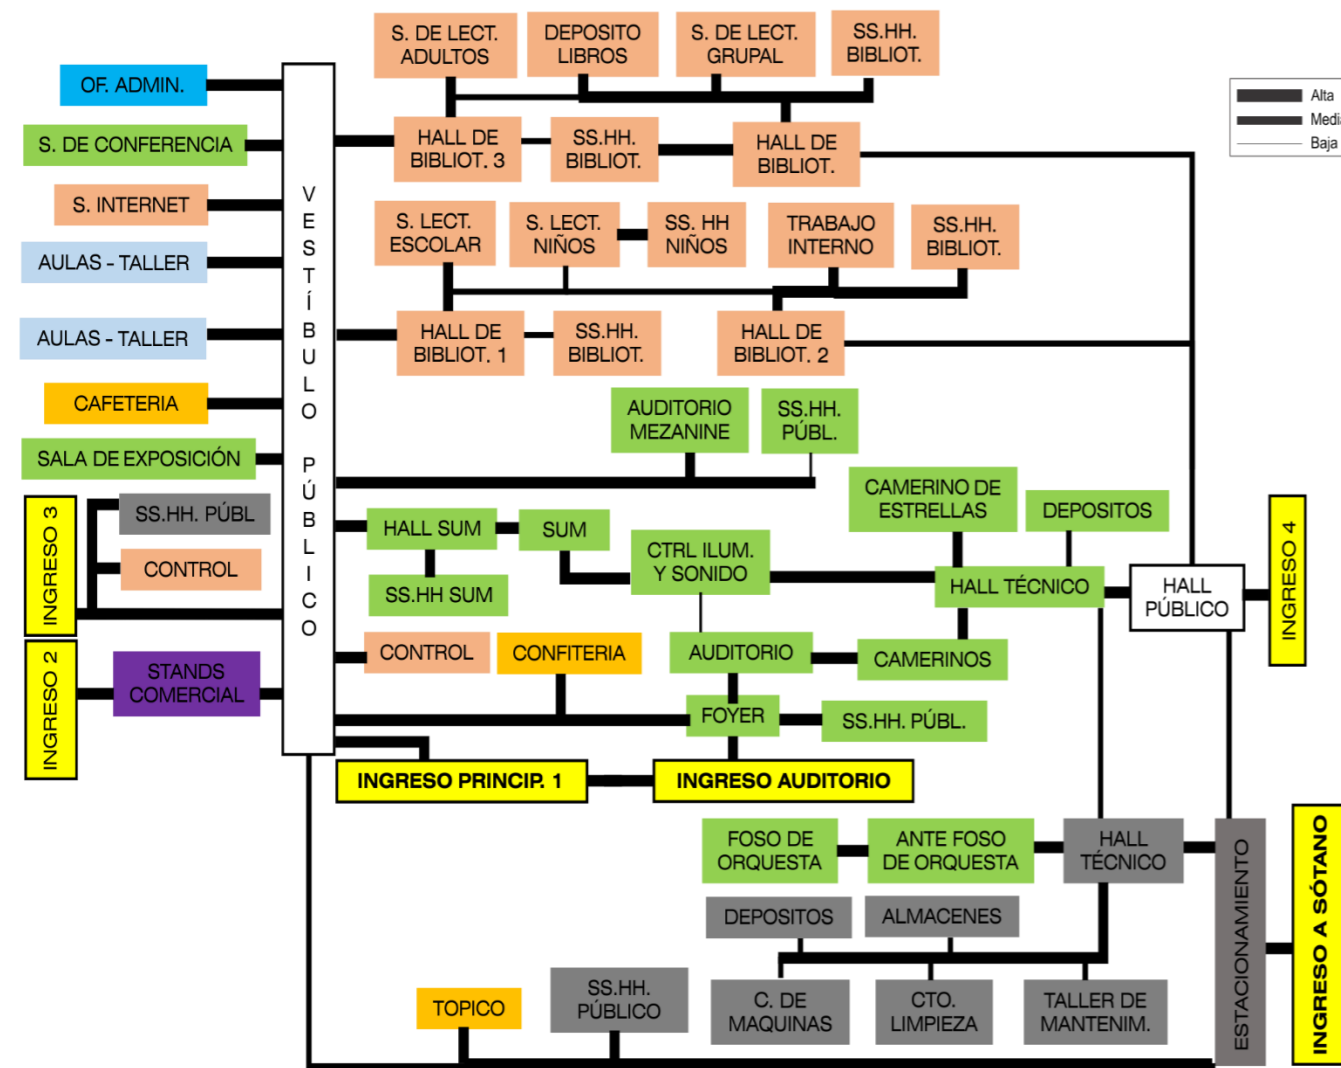 S. DE LECT.
ADULTOS
DEPOSITO
LIBROS
S. DE LECT.
GRUPAL
SS.HH.
BIBLIOT.
OF. ADMIN.
Alta
Media
Baja
S. DE CONFERENCIA
HALL DE
BIBLIOT. 3
SS.HH.
BIBLIOT.
HALL DE
BIBLIOT.
S. INTERNET
S. LECT.
ESCOLAR
S. LECT.
NIÑOS
SS. HH
NIÑOS
TRABAJO
INTERNO
SS.HH.
BIBLIOT.
AULAS - TALLER
VESTÍBULO PÚBLICO
AULAS - TALLER
HALL DE
BIBLIOT. 1
SS.HH.
BIBLIOT.
HALL DE
BIBLIOT. 2
CAFETERIA
AUDITORIO
MEZANINE
SS.HH.
PÚBL.
SALA DE EXPOSICIÓN
INGRESO 3
SS.HH. PÚBL
CONTROL
HALL SUM
SUM
SS.HH SUM
CTRL ILUM.
Y SONIDO
CAMERINO DE
ESTRELLAS
DEPOSITOS
HALL TÉCNICO
HALL
PÚBLICO
INGRESO 4
INGRESO 2
STANDS
COMERCIAL
CONTROL
CONFITERIA
AUDITORIO
CAMERINOS
FOYER
SS.HH. PÚBL.
INGRESO PRINCIP. 1
INGRESO AUDITORIO
FOSO DE
ORQUESTA
ANTE FOSO
DE ORQUESTA
HALL
TÉCNICO
ESTACIONAMIENTO
INGRESO A SÓTANO
DEPOSITOS
ALMACENES
C. DE
MAQUINAS
CTO.
LIMPIEZA
TALLER DE
MANTENIM.
TOPICO
SS.HH.
PÚBLICO